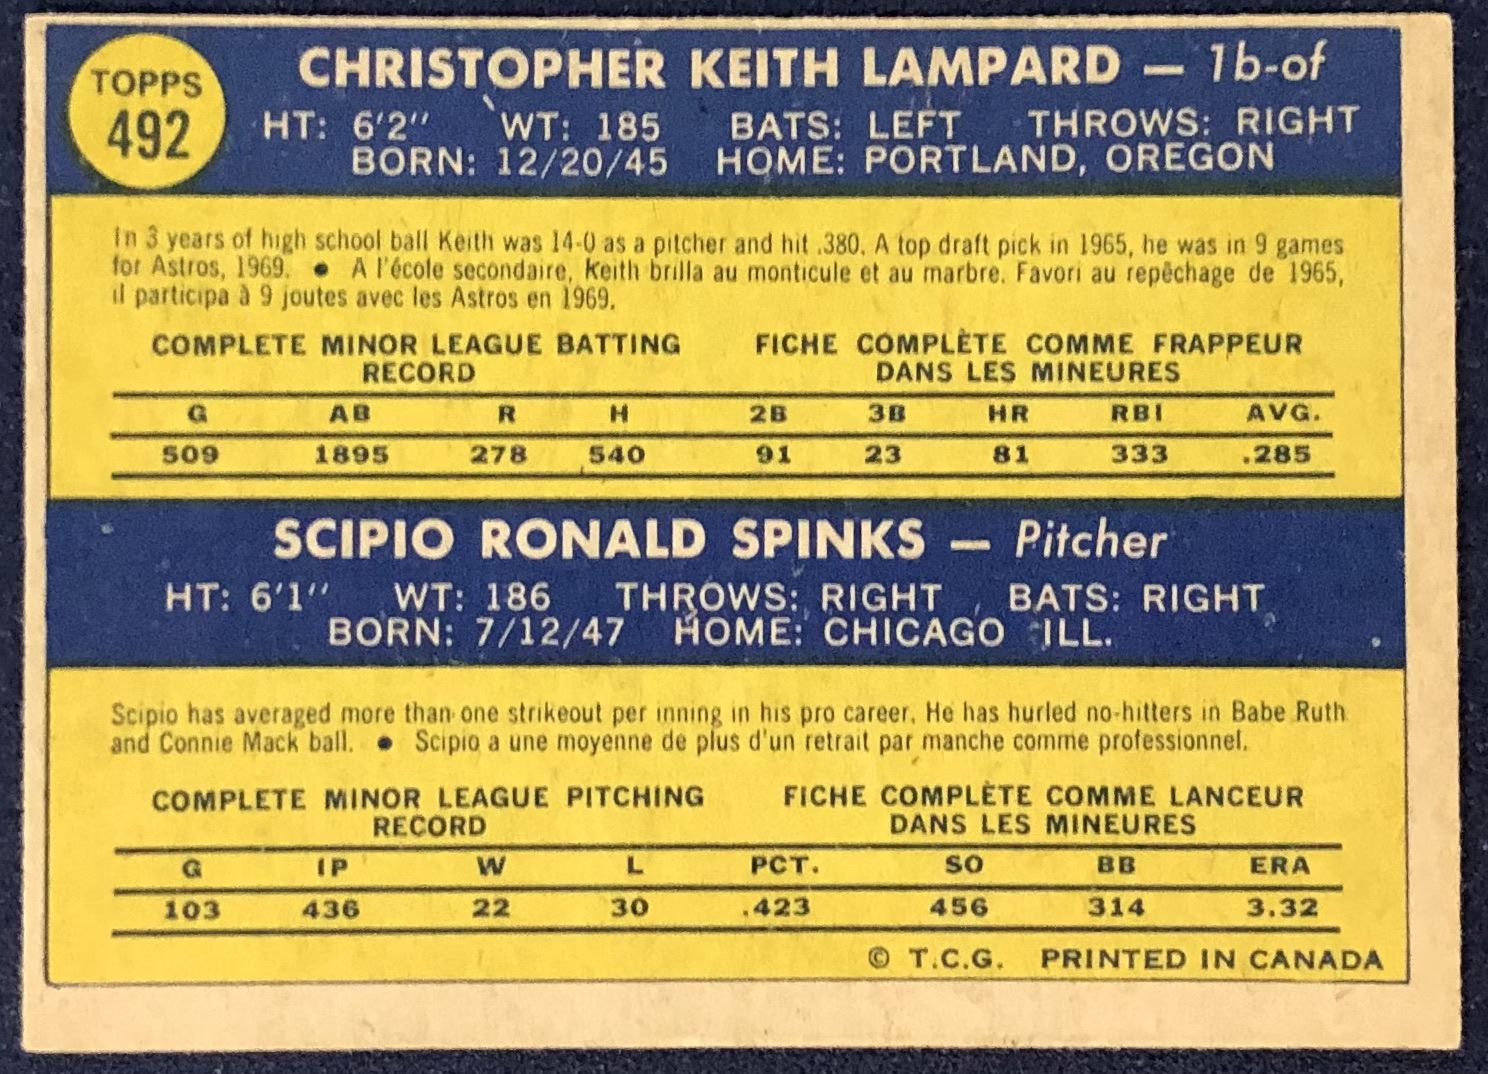 TOPPS
492
CHRISTOPHER KEITH LAMPARD — 1b-of
HT: 6'2" WT: 185 BATS: LEFT THROWS: RIGHT
BORN: 12/20/45 HOME: PORTLAND, OREGON
In 3 years of high school ball Keith was 14-0 as a pitcher and hit .380. A top draft pick in 1965, he was in 9 games
for Astros, 1969. ● A l'école secondaire, Keith brilla au monticule et au marbre. Favori au repêchage de 1965,
il participa à 9 joutes avec les Astros en 1969.
COMPLETE MINOR LEAGUE BATTING FICHE COMPLÈTE COMME FRAPPEUR
RECORD DANS LES MINEURES
G AB R H 2B 3B HR RBI AVG.
509 1895 278 540 91 23 81 333 .285
SCIPIO RONALD SPINKS — Pitcher
HT: 6'1" WT: 186 THROWS: RIGHT BATS: RIGHT
BORN: 7/12/47 HOME: CHICAGO ILL.
Scipio has averaged more than one strikeout per inning in his pro career. He has hurled no-hitters in Babe Ruth
and Connie Mack ball. ● Scipio a une moyenne de plus d'un retrait par manche comme professionnel.
COMPLETE MINOR LEAGUE PITCHING FICHE COMPLÈTE COMME LANCEUR
RECORD DANS LES MINEURES
G IP W L PCT. SO BB ERA
103 436 22 30 .423 456 314 3.32
© T.C.G. PRINTED IN CANADA